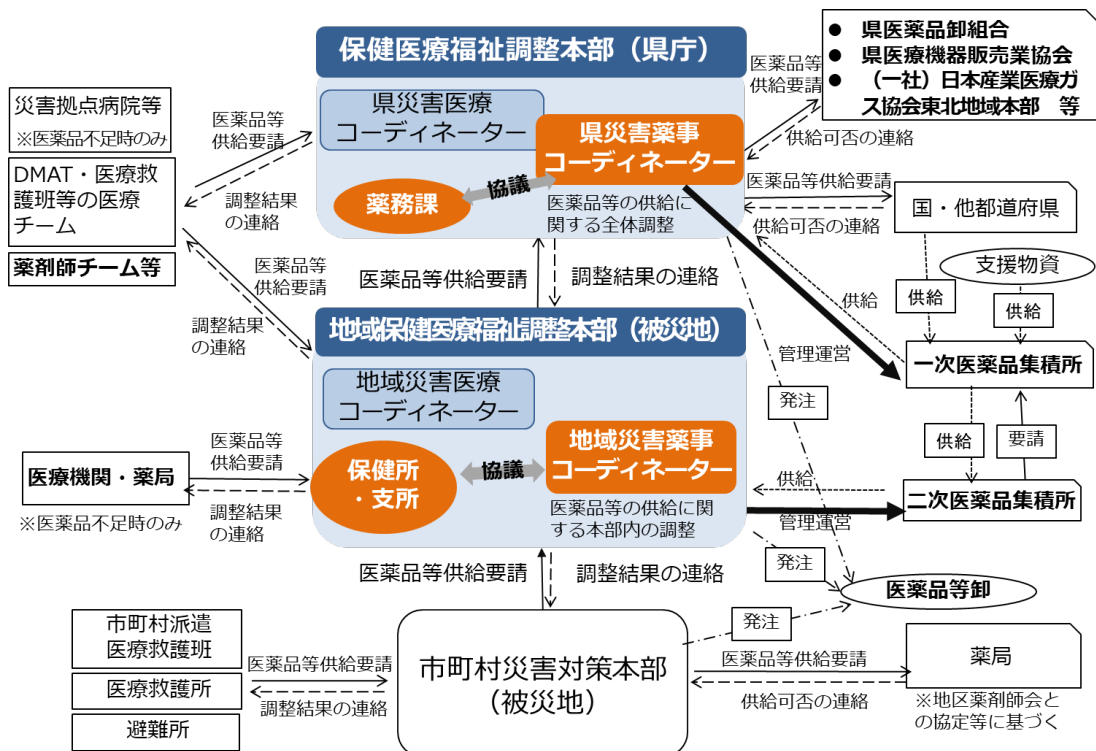 保健医療福祉調整本部（県庁）
県災害医療
コーディネーター
県災害薬事
コーディネーター
薬務課
協議
医薬品等の供給に
関する全体調整
● 県医薬品卸組合
● 県医療機器販売業協会
● （一社）日本産業医療ガ
ス協会東北地域本部　等
医薬品等
供給要請
供給可否の連絡
災害拠点病院等
※医薬品不足時のみ
DMAT・医療救
護班等の医療
チーム
薬剤師チーム等
医薬品等
供給要請
調整結果
の連絡
医薬品等
供給要請
調整結果
の連絡
医薬品等供給要請
供給可否の連絡
国・他都道府県
支援物資
供給
供給
供給
一次医薬品集積所
管理運営
発注
供給
要請
二次医薬品集積所
医薬品等供給要請
調整結果の連絡
地域保健医療福祉調整本部（被災地）
地域災害医療
コーディネーター
地域災害薬事
コーディネーター
保健所
・支所
協議
医薬品等の供給に関
する本部内の調整
医療機関・薬局
※医薬品不足時のみ
医薬品等
供給要請
調整結果
の連絡
供給
管理運営
発注
医薬品等卸
医薬品等供給要請
調整結果の連絡
発注
市町村派遣
医療救護班
医療救護所
避難所
医薬品等供給要請
調整結果の連絡
市町村災害対策本部
（被災地）
医薬品等供給要請
供給可否の連絡
薬局
※地区薬剤師会と
の協定等に基づく